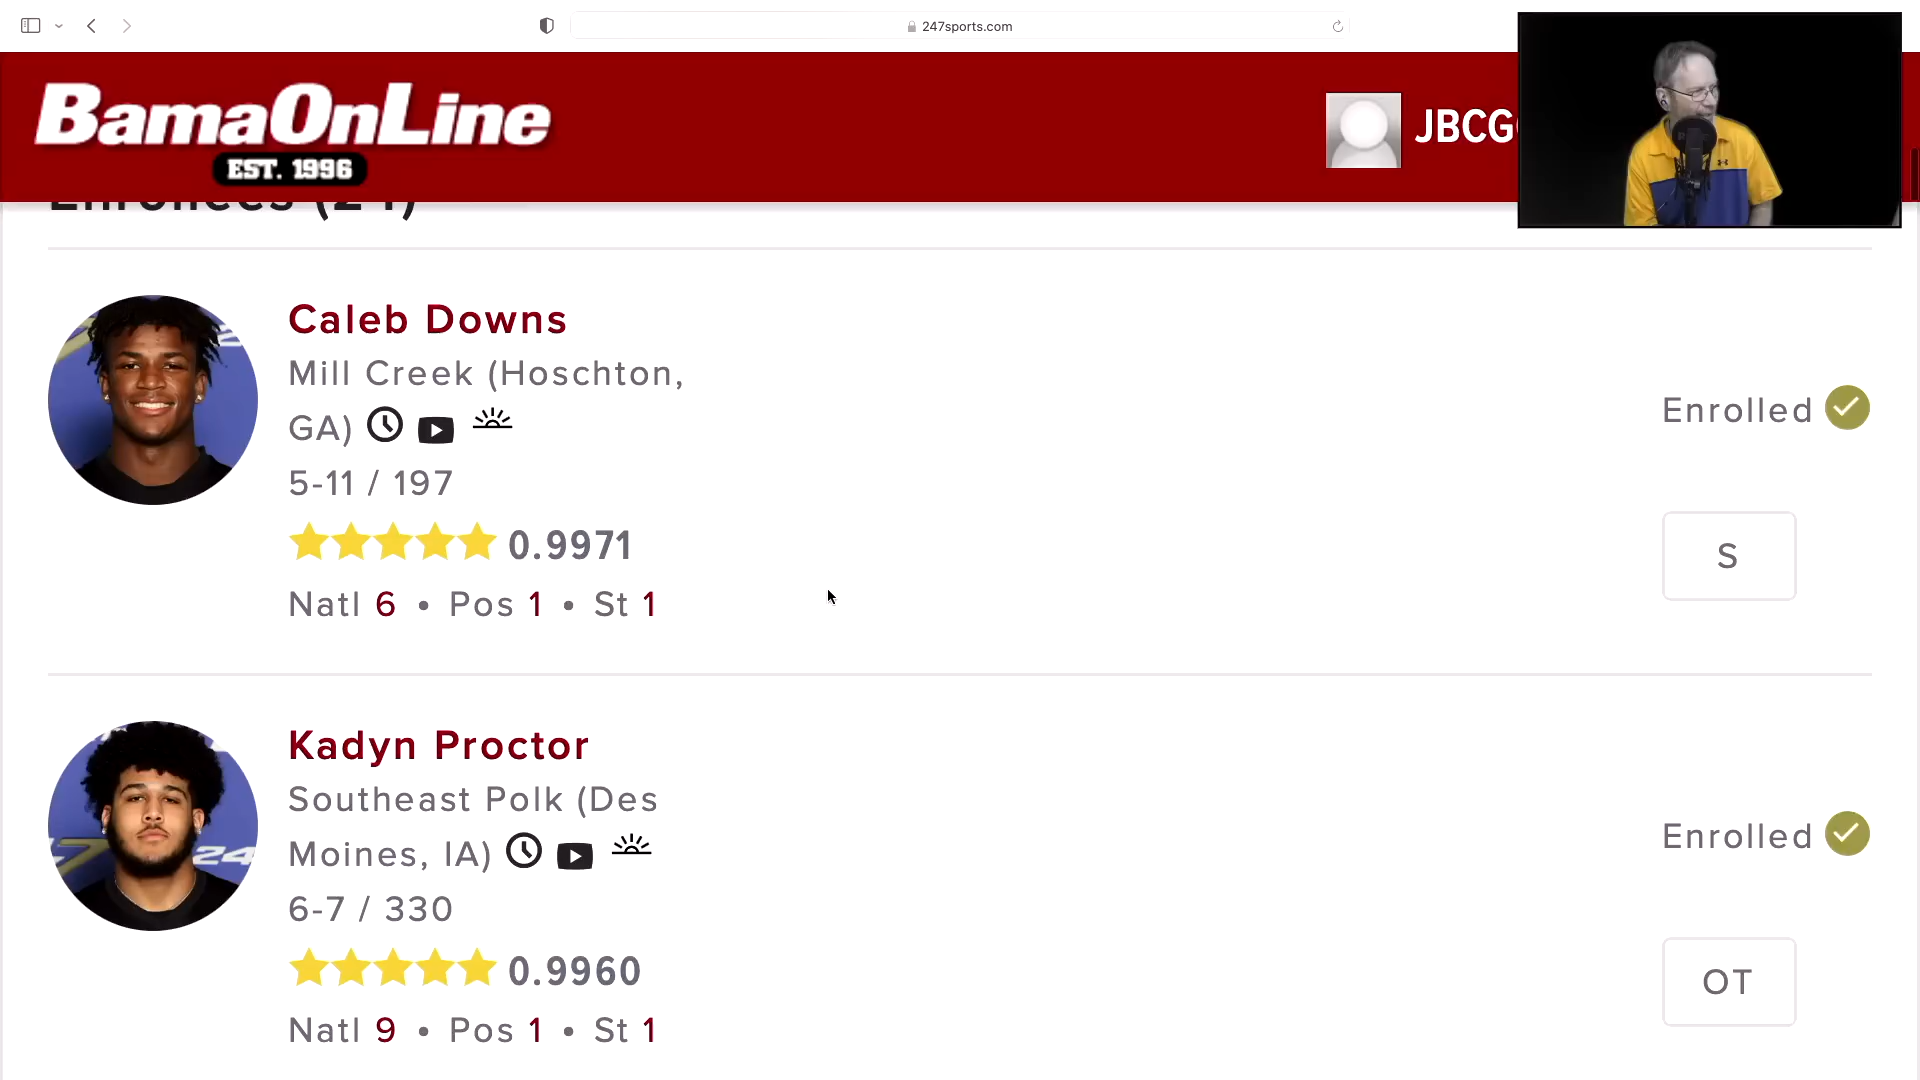 247sports.com
BamaOnLine
EST. 1996
JBCG
Enrollees
Caleb Downs
Mill Creek (Hoschton,
GA)
5-11 / 197
0.9971
Natl 6 • Pos 1 • St 1
Enrolled
S
Kadyn Proctor
Southeast Polk (Des
Moines, IA)
6-7 / 330
0.9960
Natl 9 • Pos 1 • St 1
Enrolled
OT
24